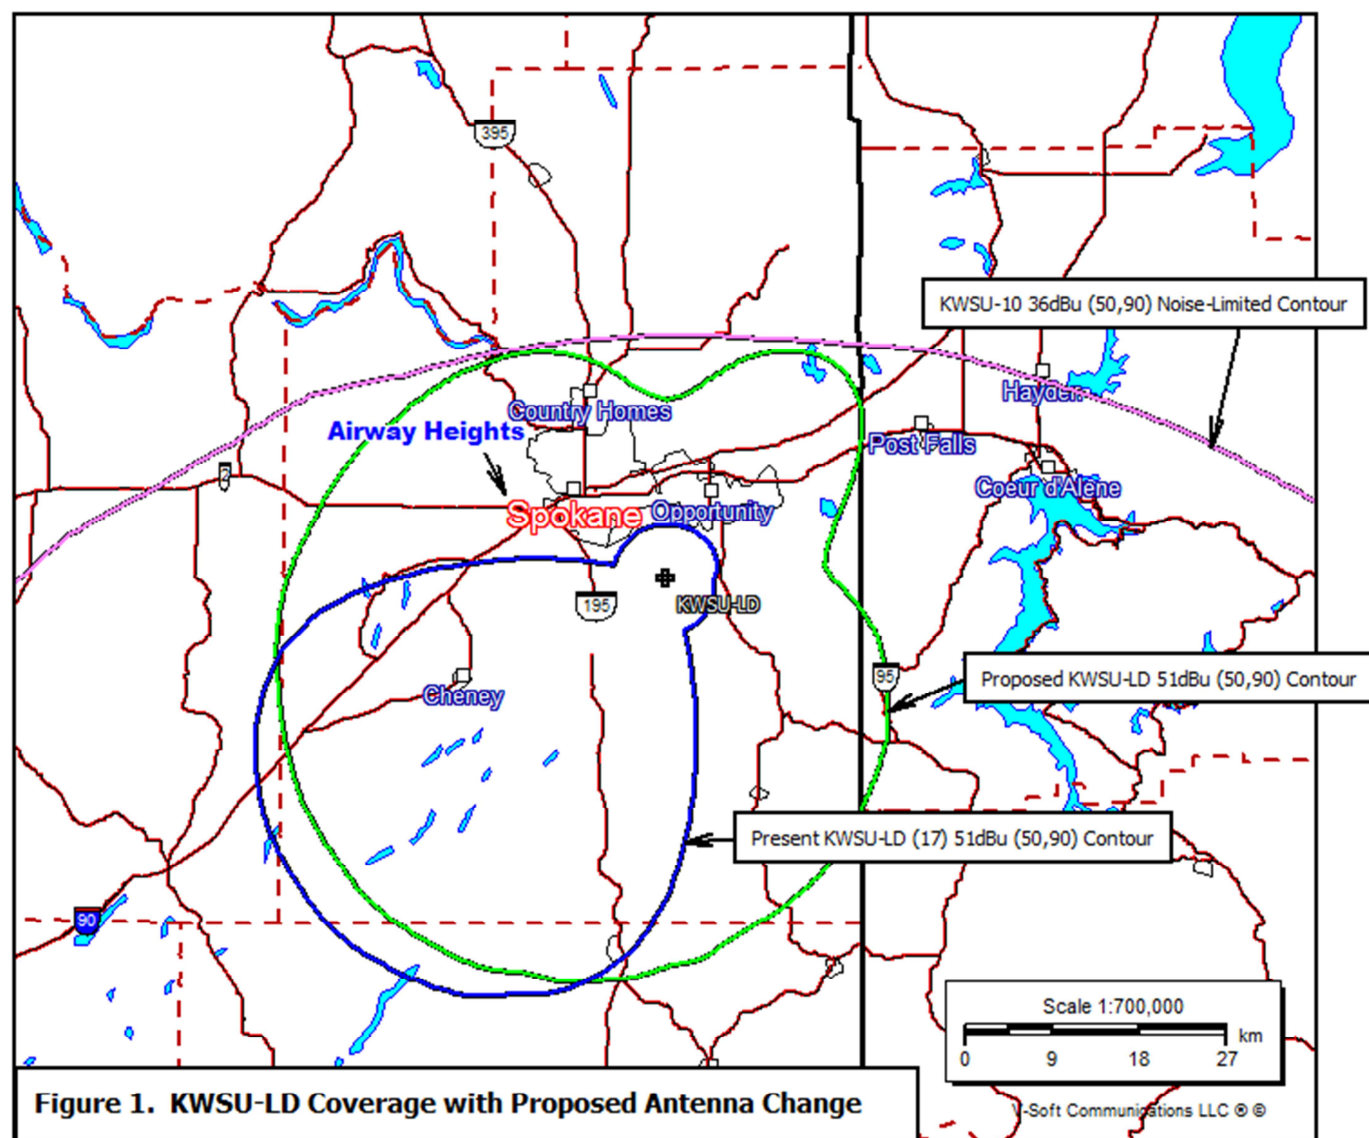 395
KWSU-10 36dBu (50,90) Noise-Limited Contour
Hayden
Country Homes
Airway Heights
Post Falls
2
Coeur d'Alene
Spokane
Opportunity
KWSU-LD
195
95
Proposed KWSU-LD 51dBu (50,90) Contour
Cheney
Present KWSU-LD (17) 51dBu (50,90) Contour
90
Scale 1:700,000
km
0 9 18 27
Figure 1. KWSU-LD Coverage with Proposed Antenna Change
V-Soft Communications LLC ® ©